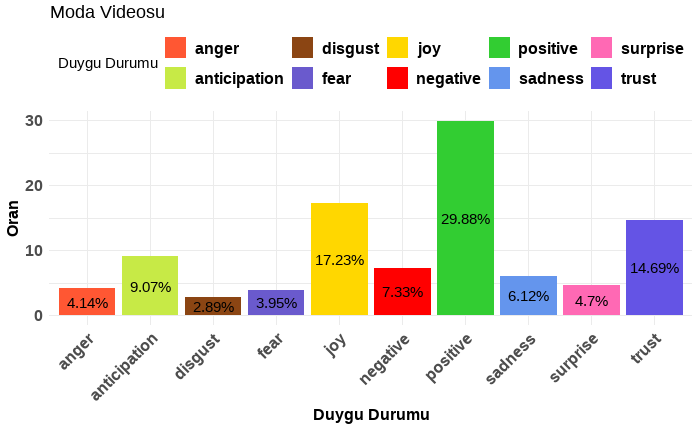 Moda Videosu
Duygu Durumu
anger disgust joy positive surprise
anticipation fear negative sadness trust
Oran
30
20
10
0
4.14% 9.07% 2.89% 3.95% 17.23% 7.33% 29.88% 6.12% 4.7% 14.69%
anger anticipation disgust fear joy negative positive sadness surprise trust
Duygu Durumu